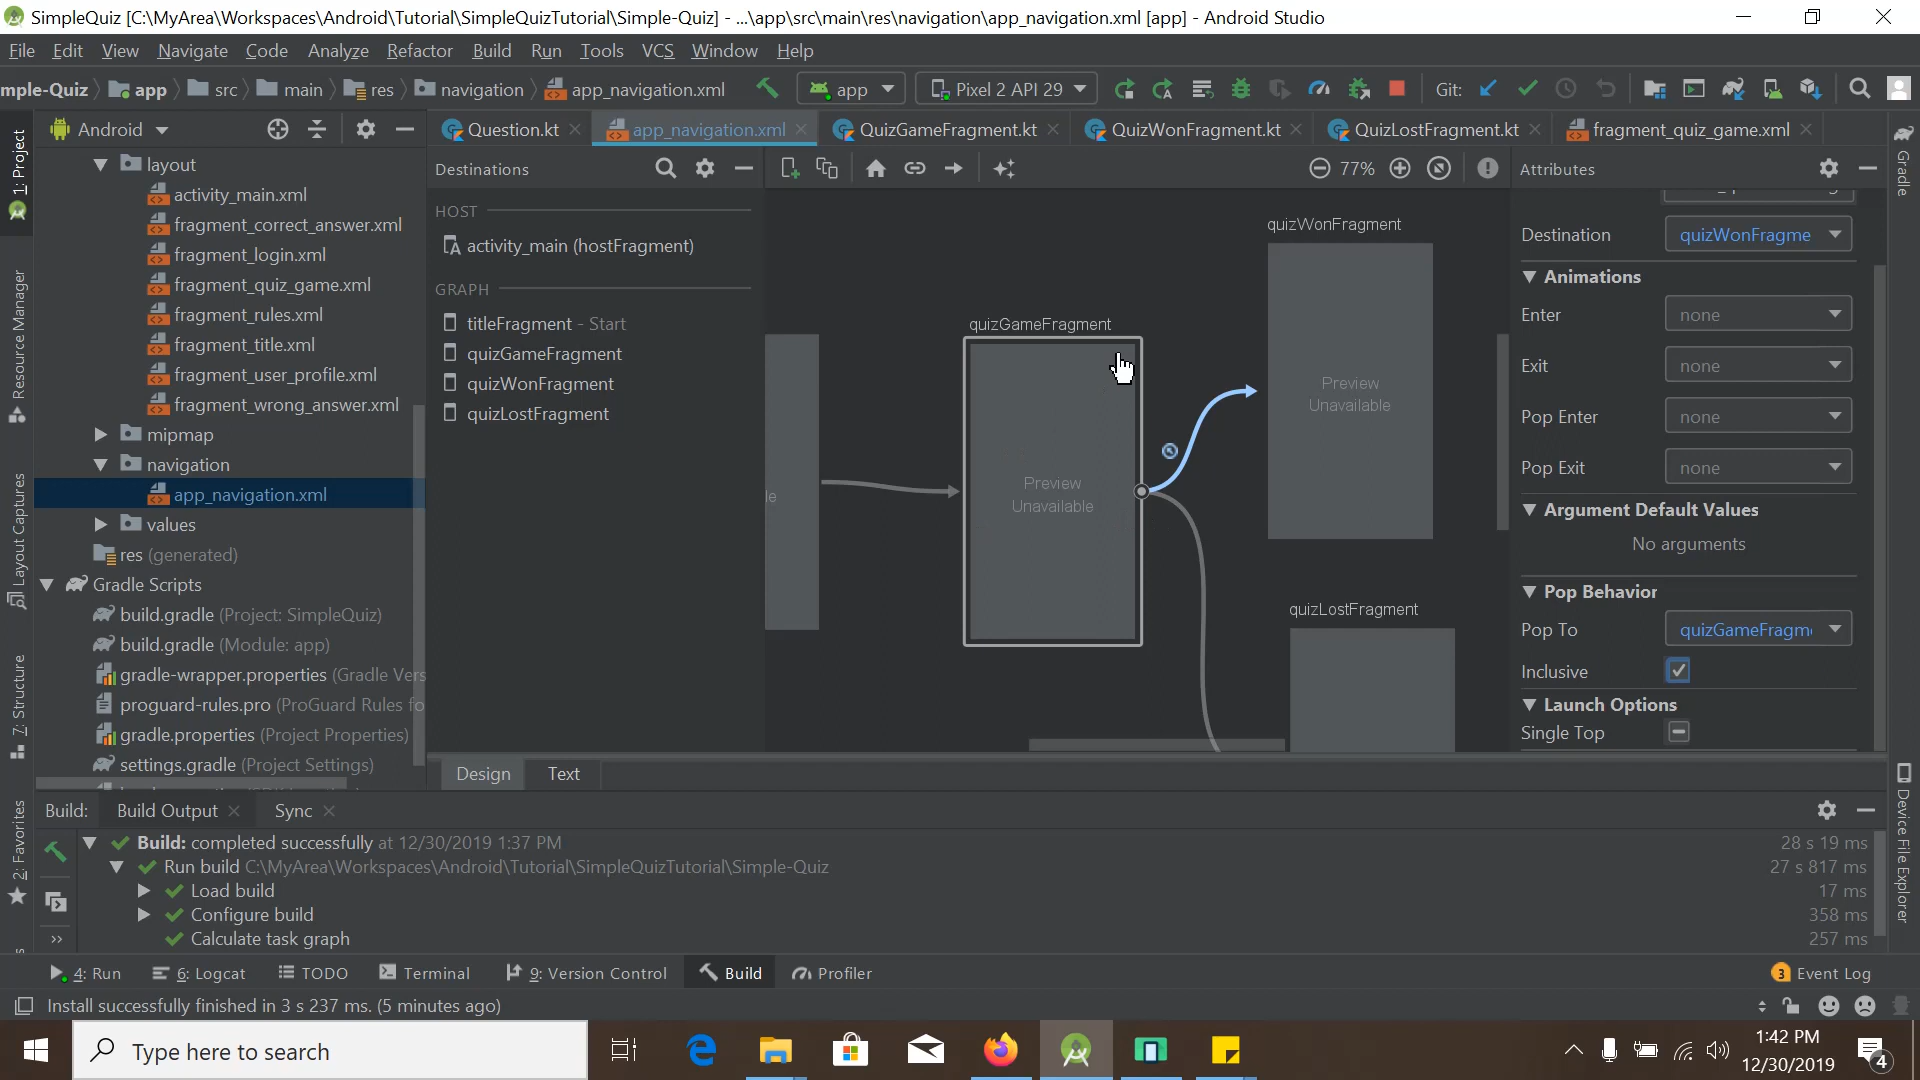 SimpleQuiz [C:\MyArea\Workspaces\Android\Tutorial\SimpleQuizTutorial\Simple-Quiz] - ...\app\src\main\res\navigation\app_navigation.xml [app] - Android Studio
File Edit View Navigate Code Analyze Refactor Build Run Tools VCS Window Help
mple-Quiz app src main res navigation app_navigation.xml app Pixel 2 API 29 Git:
Android
Question.kt app_navigation.xml QuizGameFragment.kt QuizWonFragment.kt QuizLostFragment.kt fragment_quiz_game.xml
1: Project
Resource Manager
Layout Captures
7: Structure
2: Favorites
layout
activity_main.xml
fragment_correct_answer.xml
fragment_login.xml
fragment_quiz_game.xml
fragment_rules.xml
fragment_title.xml
fragment_user_profile.xml
fragment_wrong_answer.xml
mipmap
navigation
app_navigation.xml
values
res (generated)
Gradle Scripts
build.gradle (Project: SimpleQuiz)
build.gradle (Module: app)
gradle-wrapper.properties (Gradle Vers
proguard-rules.pro (ProGuard Rules fo
gradle.properties (Project Properties)
settings.gradle (Project Settings)
Destinations
HOST
activity_main (hostFragment)
GRAPH
titleFragment - Start
quizGameFragment
quizWonFragment
quizLostFragment
77%
le
quizGameFragment
Preview
Unavailable
quizWonFragment
Preview
Unavailable
quizLostFragment
Design Text
Attributes
Destination quizWonFragme
Animations
Enter none
Exit none
Pop Enter none
Pop Exit none
Argument Default Values
No arguments
Pop Behavior
Pop To quizGameFragm
Inclusive
Launch Options
Single Top
Gradle
Device File Explorer
Build: Build Output Sync
Build: completed successfully at 12/30/2019 1:37 PM 28 s 19 ms
Run build C:\MyArea\Workspaces\Android\Tutorial\SimpleQuizTutorial\Simple-Quiz 27 s 817 ms
Load build 17 ms
Configure build 358 ms
Calculate task graph 257 ms
4: Run 6: Logcat TODO Terminal 9: Version Control Build Profiler 3 Event Log
Install successfully finished in 3 s 237 ms. (5 minutes ago)
Type here to search
1:42 PM
12/30/2019
4